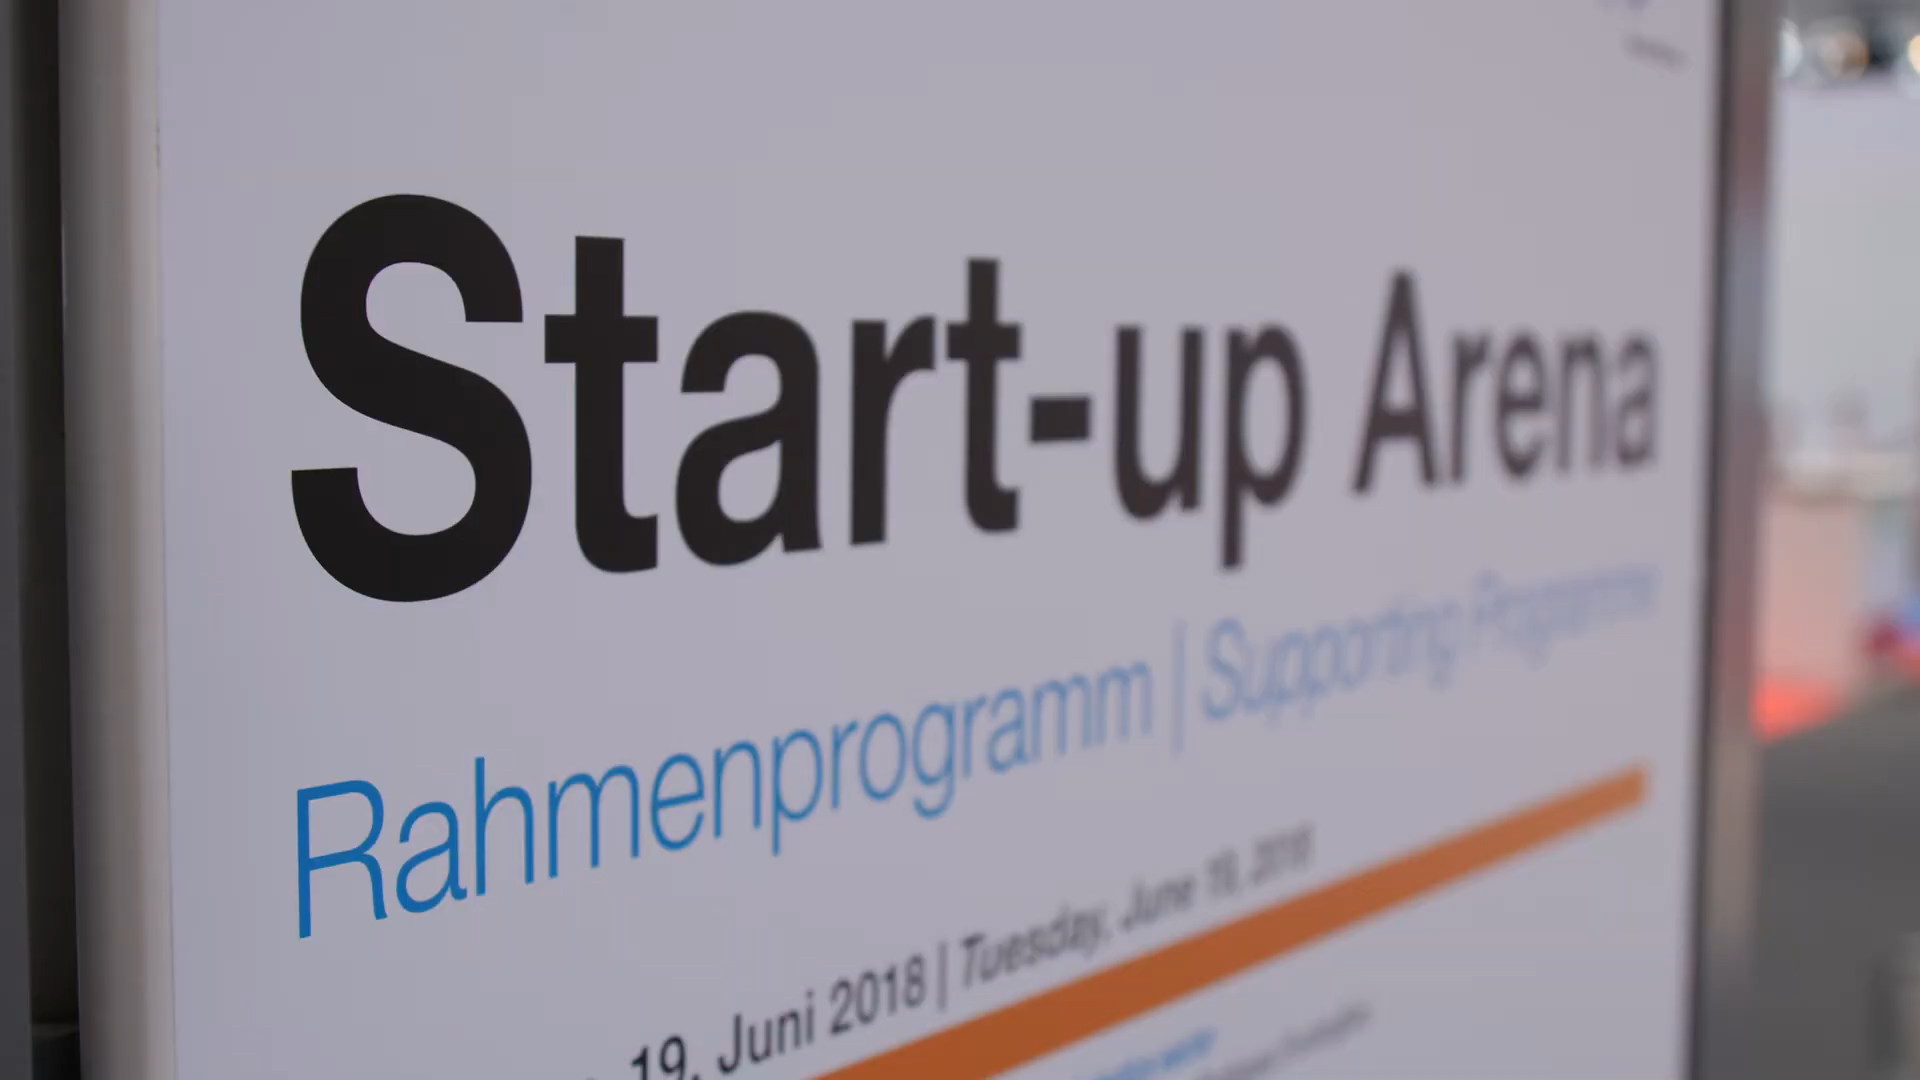 Start-up Arena
Rahmenprogramm | Supporting Programme
19. Juni 2018 | Tuesday, June 19, 2018